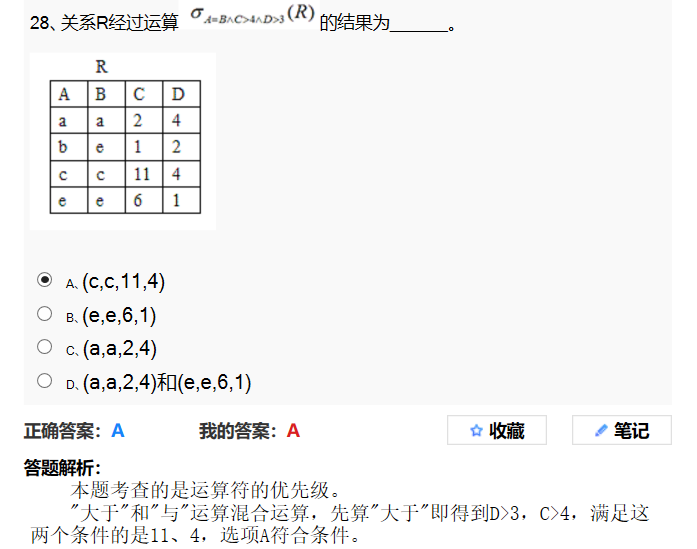 28、关系R经过运算 σA=B∧C>4∧D>3(R) 的结果为______。
R
A B C D
a a 2 4
b e 1 2
c c 11 4
e e 6 1
A、(c,c,11,4)
B、(e,e,6,1)
C、(a,a,2,4)
D、(a,a,2,4)和(e,e,6,1)
正确答案：A 我的答案：A 收藏 笔记
答题解析：
本题考查的是运算符的优先级。
"大于"和"与"运算混合运算，先算"大于"即得到D>3，C>4，满足这
两个条件的是11、4，选项A符合条件。